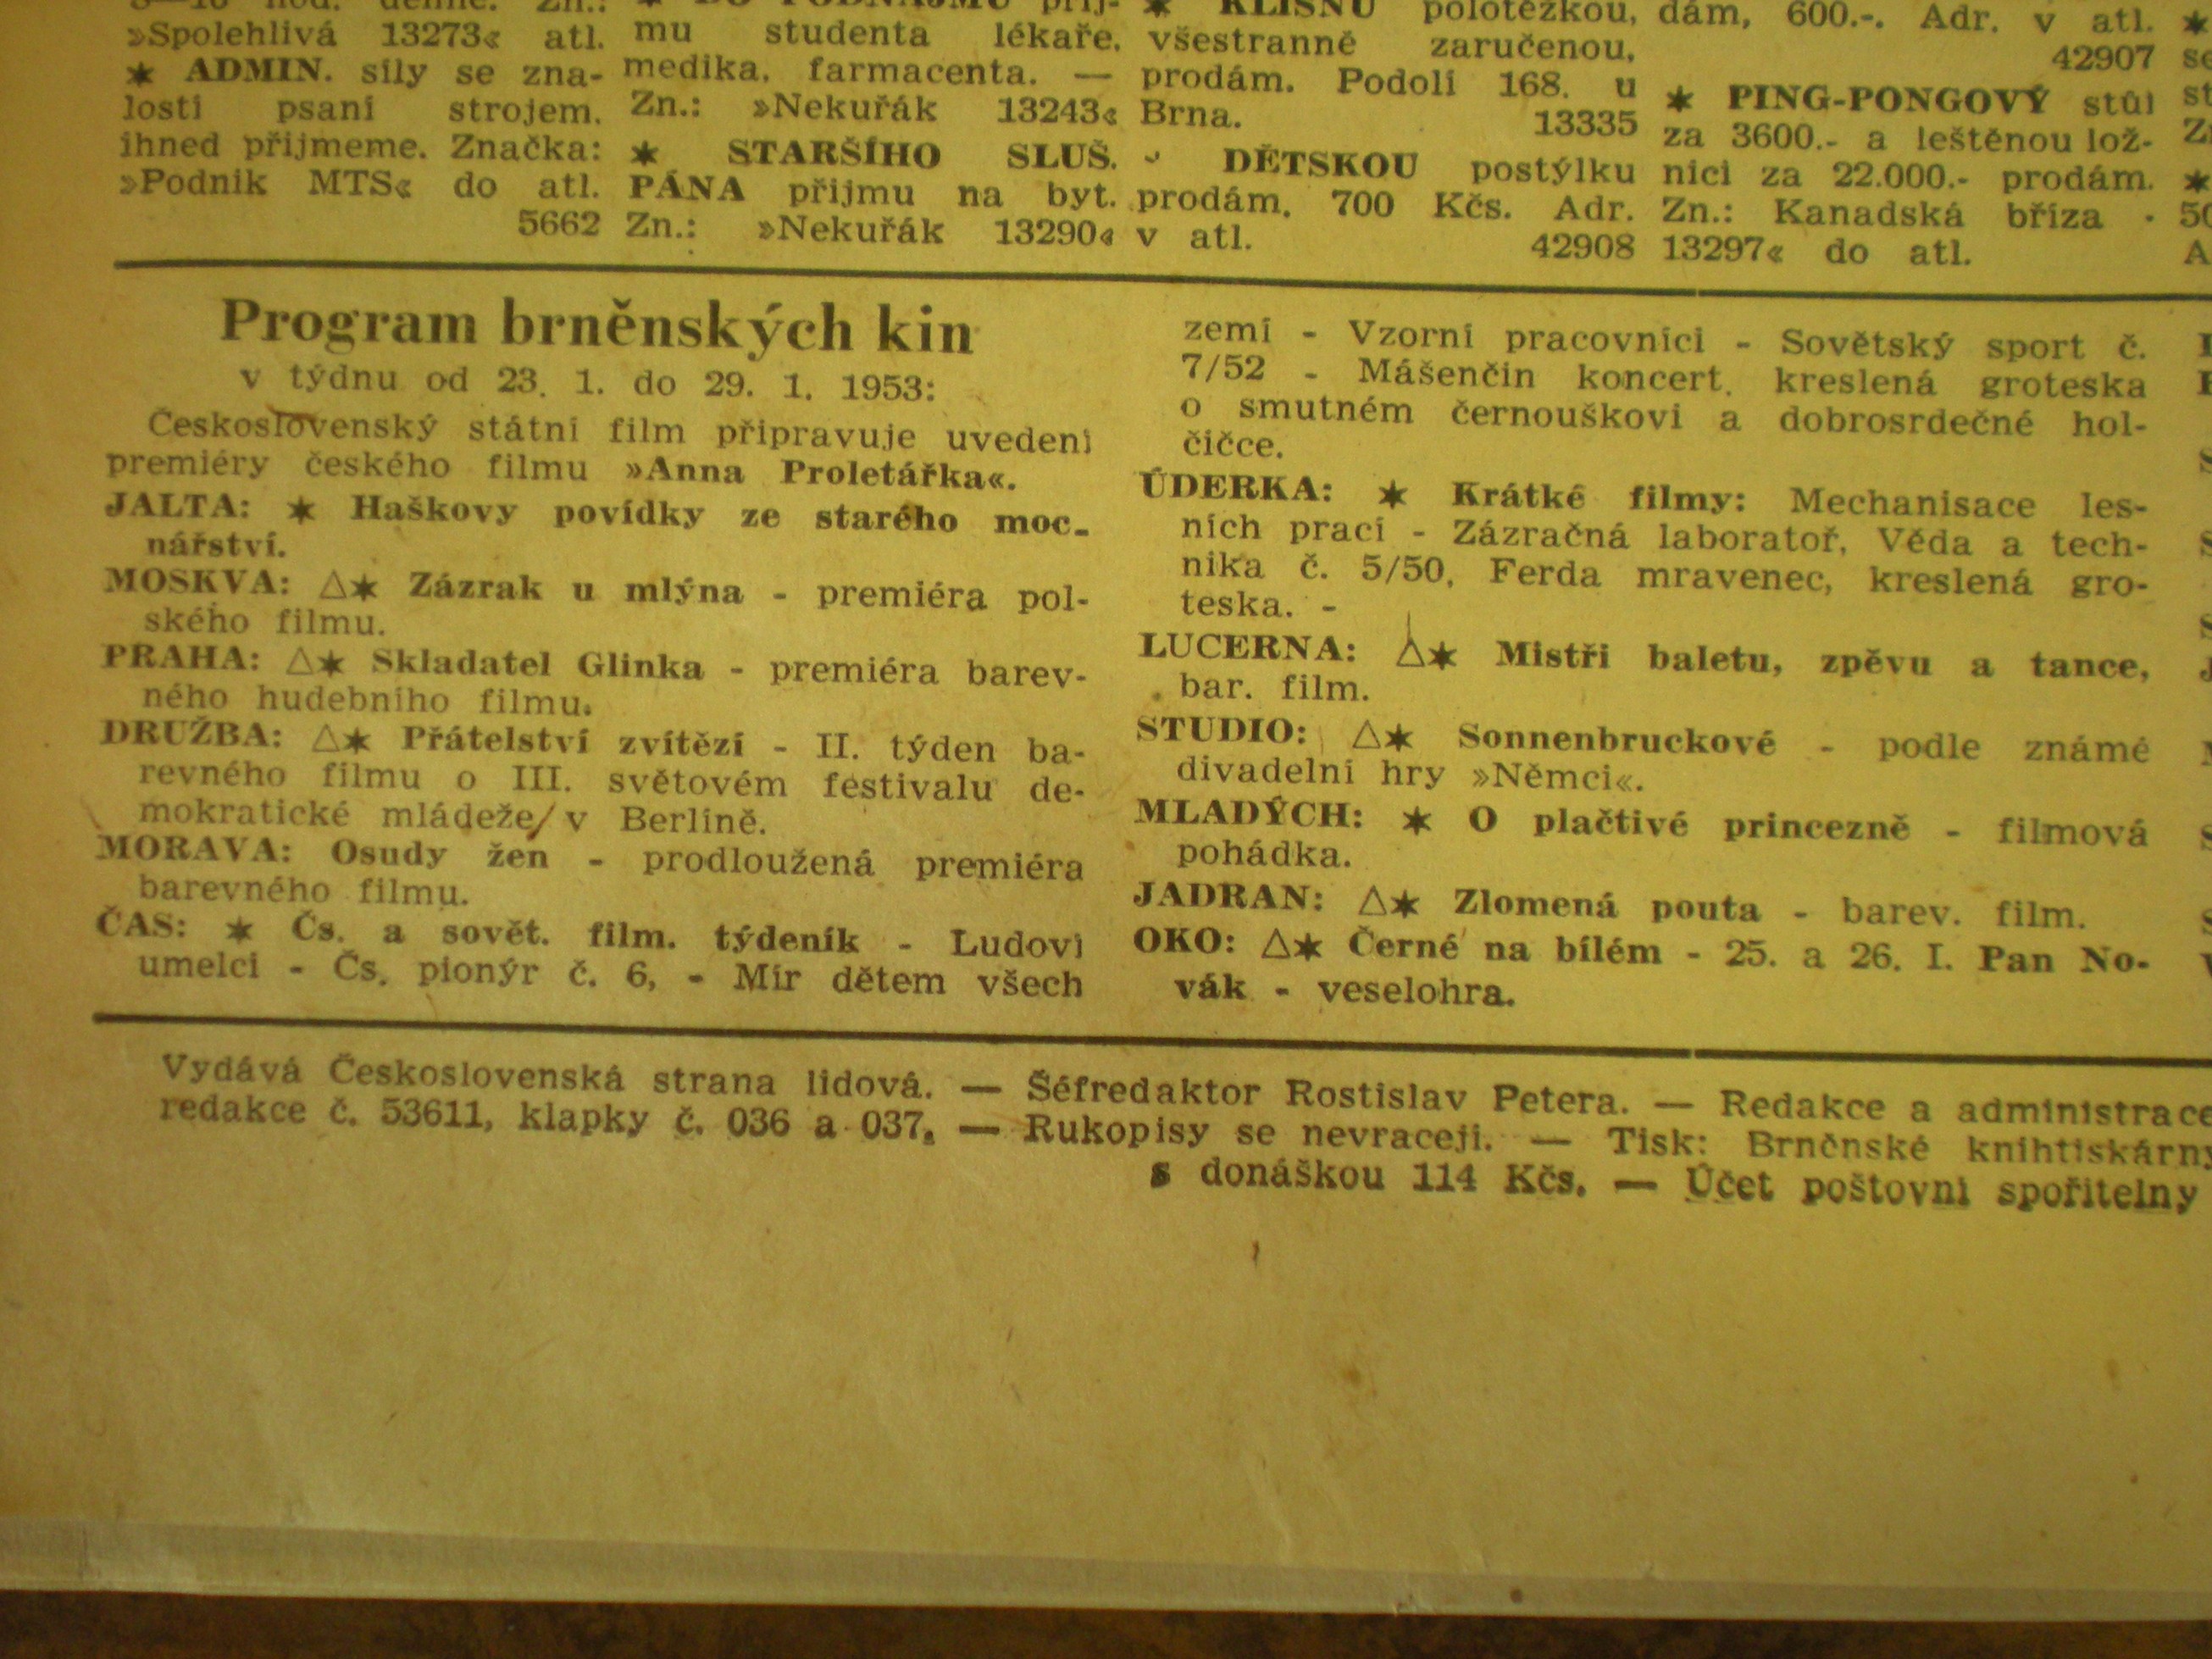 »Spolehlivá 13273« atl.
✶ ADMIN. síly se zna-
lostí psaní strojem,
ihned přijmeme. Značka:
»Podnik MTS« do atl.
5662
✶ DO PODNÁJMU přij-
mu studenta lékaře,
medika, farmacenta. —
Zn.: »Nekuřák 13243«
✶ STARŠÍHO SLUŠ.
PÁNA přijmu na byt.
Zn.: »Nekuřák 13290«
polotěžkou,
všestranně zaručenou,
prodám. Podolí 168. u
Brna. 13335
DĚTSKOU postýlku
prodám. 700 Kčs. Adr.
v atl. 42908
dám, 600.-. Adr. v atl.
42907
✶ PING-PONGOVÝ stůl
za 3600.- a leštěnou lož-
nici za 22.000.- prodám.
Zn.: Kanadská bříza -
13297« do atl.
Program brněnských kin
v týdnu od 23. 1. do 29. 1. 1953:
Československý státní film připravuje uvedení
premiéry českého filmu »Anna Proletářka«.
JALTA: ✶ Haškovy povídky ze starého moc-
nářství.
MOSKVA: △✶ Zázrak u mlýna - premiéra pol-
ského filmu.
PRAHA: △✶ Skladatel Glinka - premiéra barev-
ného hudebního filmu.
DRUŽBA: △✶ Přátelství zvítězí - II. týden ba-
revného filmu o III. světovém festivalu de-
mokratické mládeže v Berlíně.
MORAVA: Osudy žen - prodloužená premiéra
barevného filmu.
ČAS: ✶ Čs. a sovět. film. týdeník - Ludoví
umelci - Čs. pionýr č. 6, - Mír dětem všech
zemí - Vzorní pracovníci - Sovětský sport č.
7/52 - Mášenčin koncert, kreslená groteska
o smutném černouškovi a dobrosrdečné hol-
čičce.
ÚDERKA: ✶ Krátké filmy: Mechanisace les-
ních prací - Zázračná laboratoř, Věda a tech-
nika č. 5/50, Ferda mravenec, kreslená gro-
teska. -
LUCERNA: △✶ Mistři baletu, zpěvu a tance,
bar. film.
STUDIO: △✶ Sonnenbruckové - podle známé
divadelní hry »Němci«.
MLADÝCH: ✶ O plačtivé princezně - filmová
pohádka.
JADRAN: △✶ Zlomená pouta - barev. film.
OKO: △✶ Černé na bílém - 25. a 26. I. Pan No-
vák - veselohra.
Vydává Československá strana lidová. — Šéfredaktor Rostislav Petera. — Redakce a administrace
redakce č. 53611, klapky č. 036 a 037. — Rukopisy se nevracejí. — Tisk: Brněnské knihtiskárny
s donáškou 114 Kčs. — Účet poštovní spořitelny